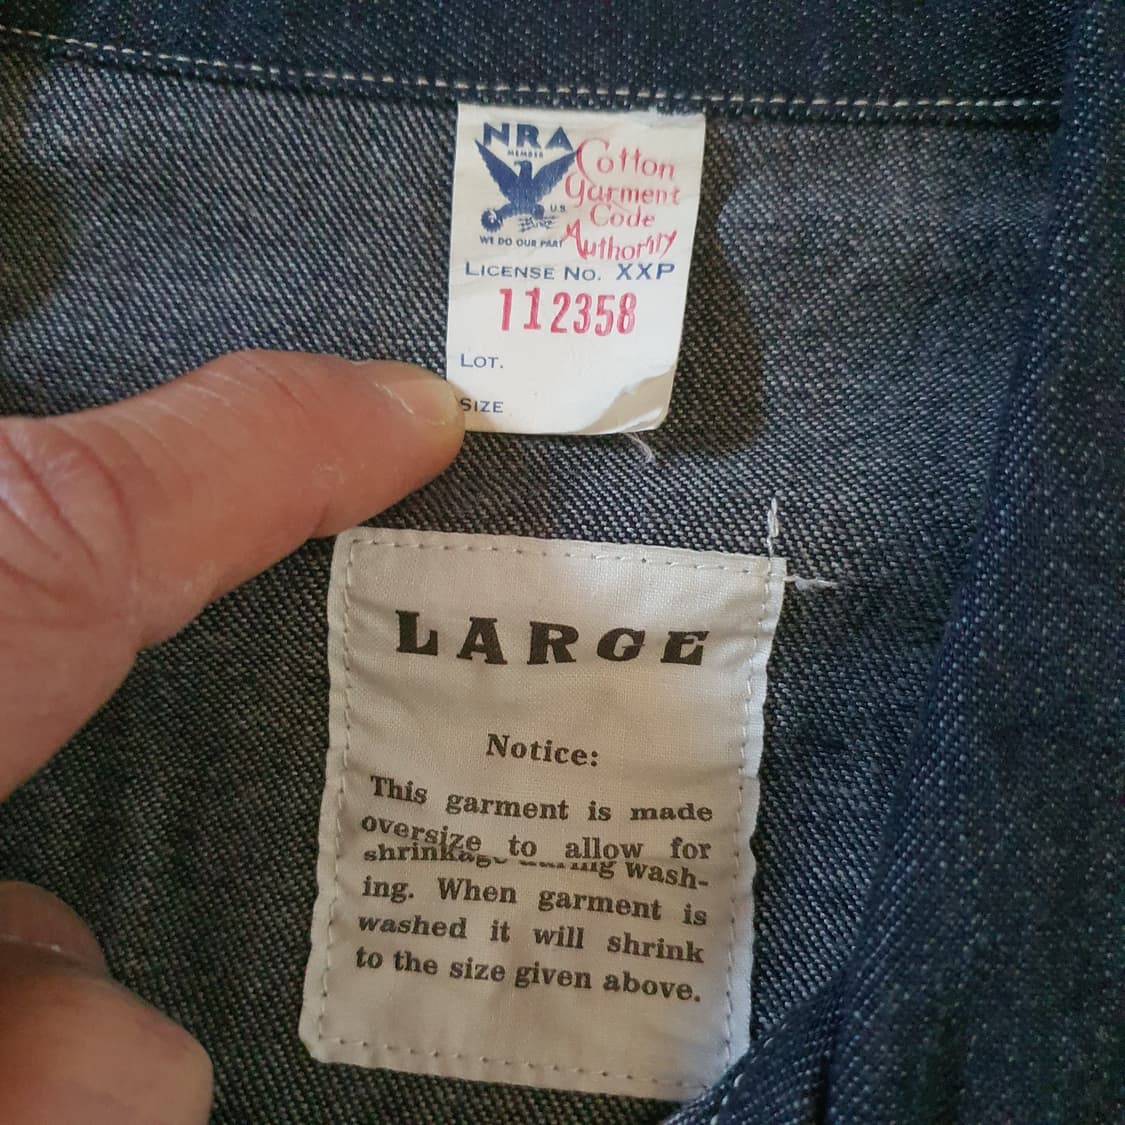 NRA
MEMBER
U.S.
WE DO OUR PART
Cotton
Garment
Code
Authority
LICENSE NO. XXP
112358
LOT.
SIZE
LARGE
Notice:
This garment is made
oversize to allow for
shrinkage during wash-
ing. When garment is
washed it will shrink
to the size given above.